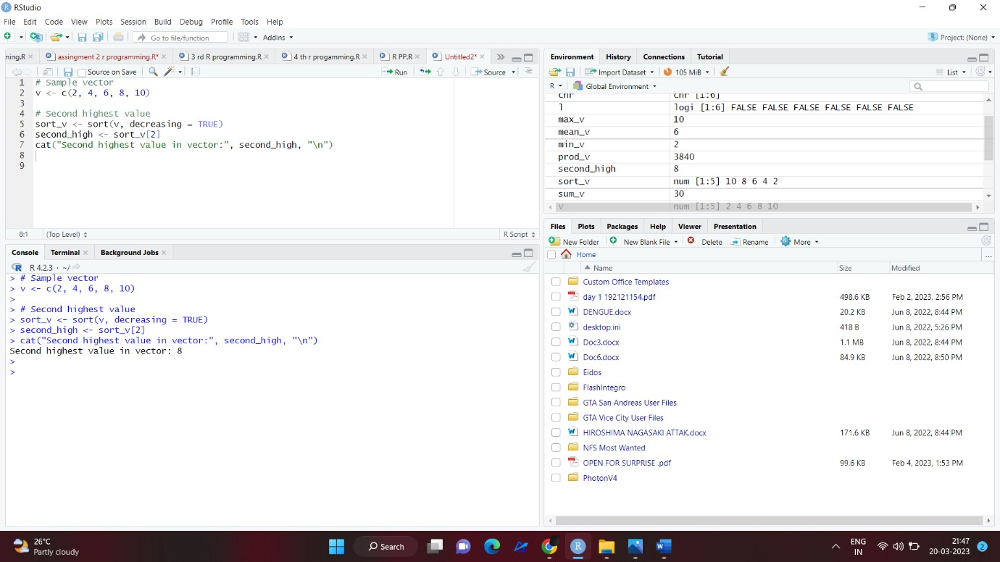 RStudio
File Edit Code View Plots Session Build Debug Profile Tools Help
Go to file/function Addins Project: (None)
ning.R assingment 2 r programming.R* 3 rd R programming.R 4 th r progamming.R R PP.R Untitled2*
Source on Save Run Source
1 # Sample vector
2 v <- c(2, 4, 6, 8, 10)
3
4 # Second highest value
5 sort_v <- sort(v, decreasing = TRUE)
6 second_high <- sort_v[2]
7 cat("Second highest value in vector:", second_high, "\n")
8
9
8:1 (Top Level) R Script
Console Terminal Background Jobs
R 4.2.3 · ~/
> # Sample vector
> v <- c(2, 4, 6, 8, 10)
>
> # Second highest value
> sort_v <- sort(v, decreasing = TRUE)
> second_high <- sort_v[2]
> cat("Second highest value in vector:", second_high, "\n")
Second highest value in vector: 8
>
>
Environment History Connections Tutorial
Import Dataset 105 MiB List
R Global Environment
chr chr [1:6]
l logi [1:6] FALSE FALSE FALSE FALSE FALSE FALSE
max_v 10
mean_v 6
min_v 2
prod_v 3840
second_high 8
sort_v num [1:5] 10 8 6 4 2
sum_v 30
v num [1:5] 2 4 6 8 10
Files Plots Packages Help Viewer Presentation
New Folder New Blank File Delete Rename More
Home ...
Name Size Modified
Custom Office Templates
day 1 192121154.pdf 498.6 KB Feb 2, 2023, 2:56 PM
DENGUE.docx 20.2 KB Jun 8, 2022, 8:44 PM
desktop.ini 418 B Jun 8, 2022, 5:26 PM
Doc3.docx 1.1 MB Jun 8, 2022, 8:44 PM
Doc6.docx 84.9 KB Jun 8, 2022, 8:50 PM
Eidos
FlashIntegro
GTA San Andreas User Files
GTA Vice City User Files
HIROSHIMA NAGASAKI ATTAK.docx 171.6 KB Jun 8, 2022, 8:44 PM
NFS Most Wanted
OPEN FOR SURPRISE .pdf 99.6 KB Feb 4, 2023, 1:53 PM
PhotonV4
26°C
Partly cloudy
Search
ENG
IN
21:47
20-03-2023
2